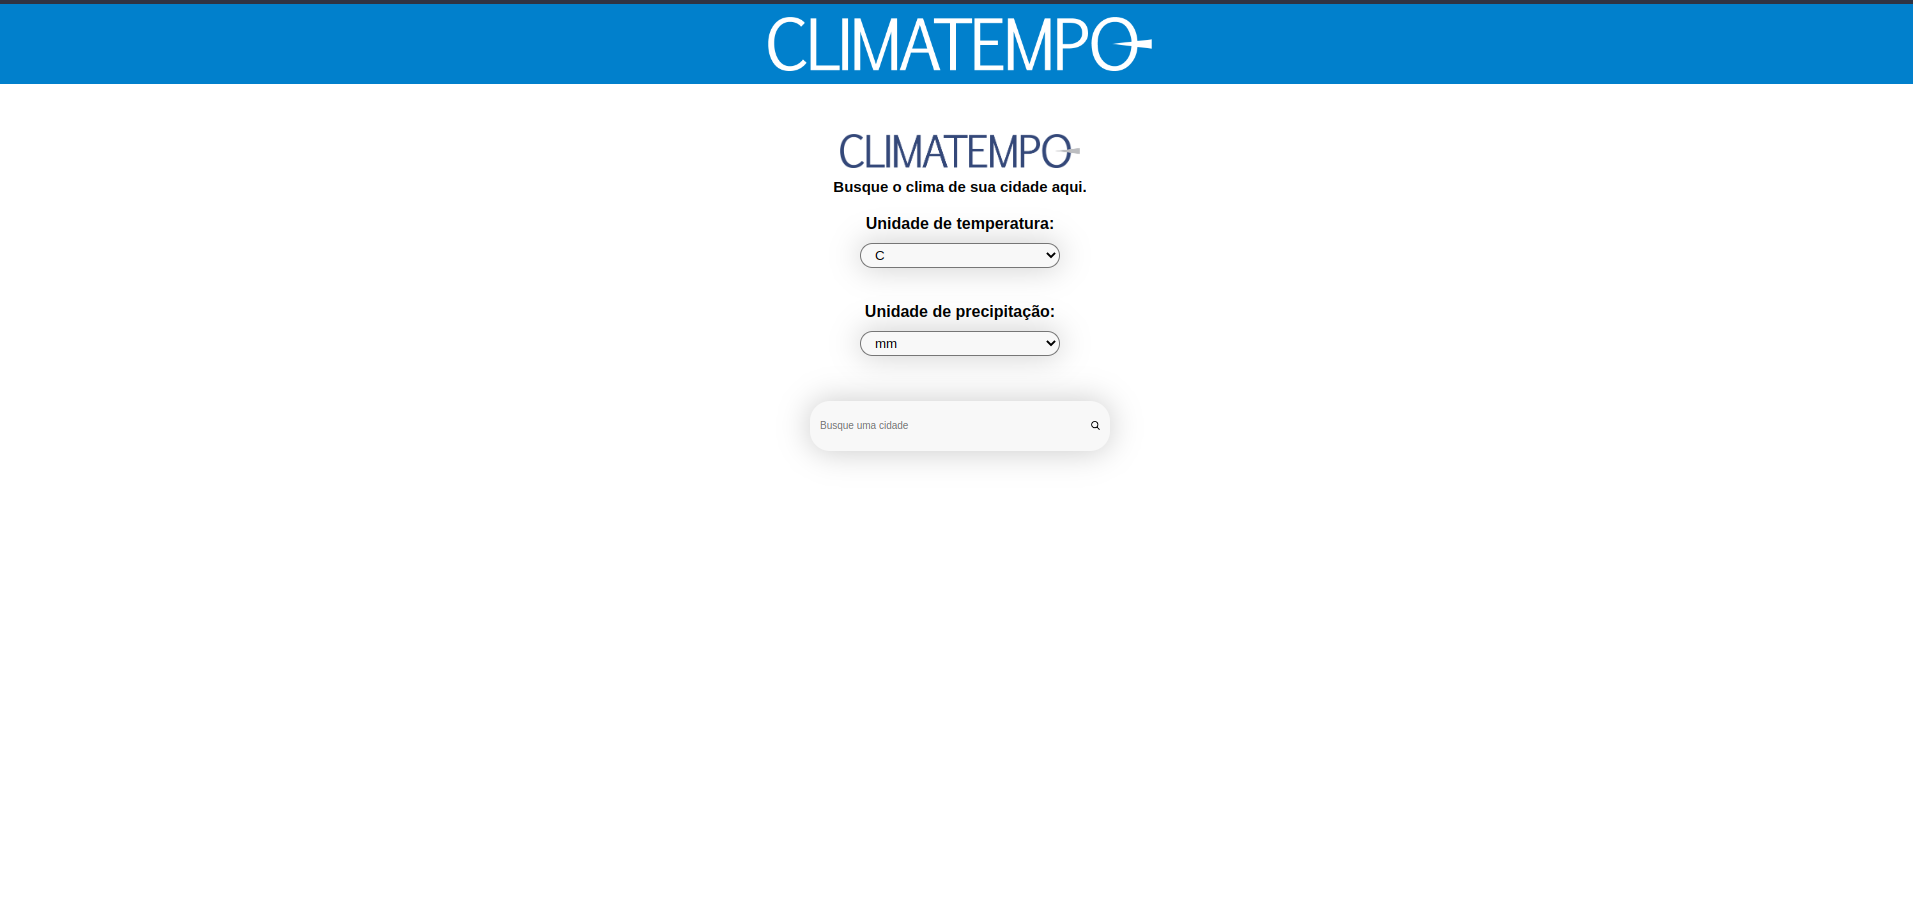 CLIMATEMPO
CLIMATEMPO
Busque o clima de sua cidade aqui.
Unidade de temperatura:
C
Unidade de precipitação:
mm
Busque uma cidade